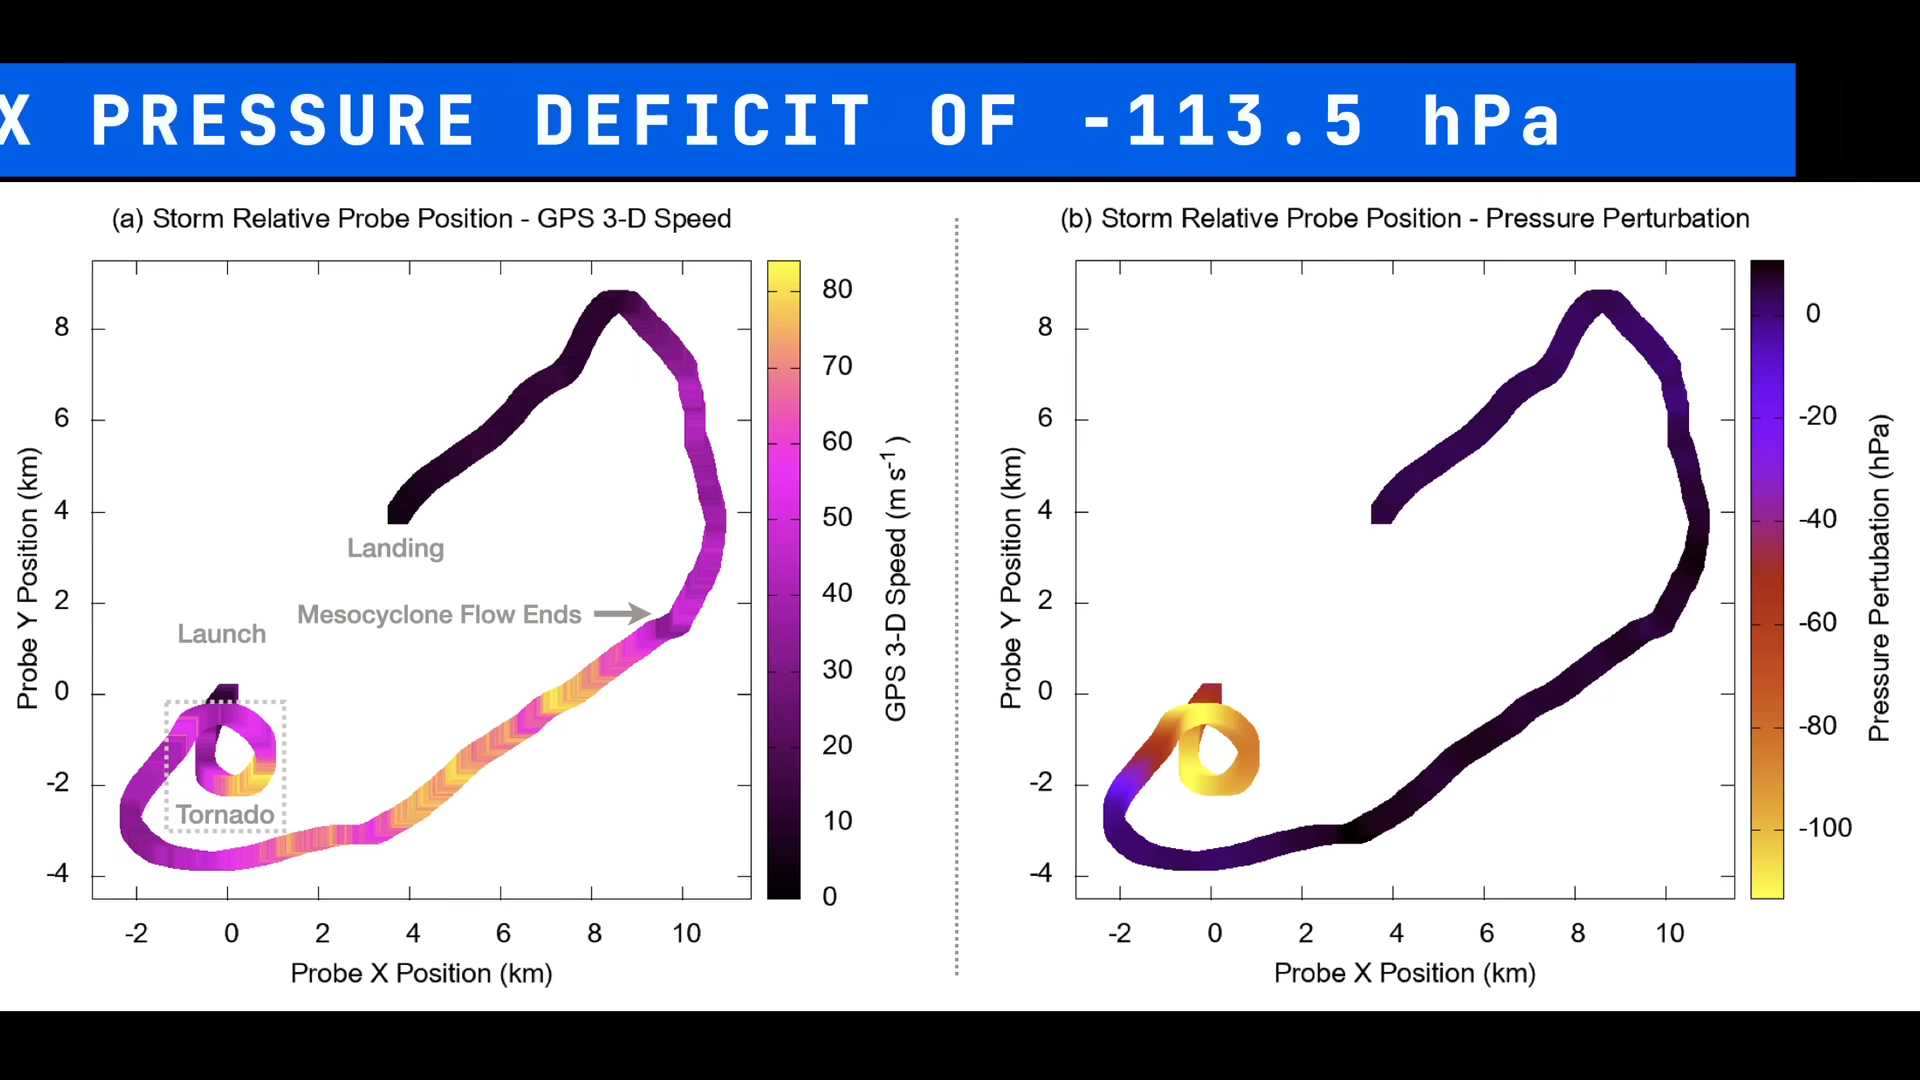 X PRESSURE DEFICIT OF -113.5 hPa
(a) Storm Relative Probe Position - GPS 3-D Speed
Probe Y Position (km)
8
6
4
2
0
-2
-4
Landing
Mesocyclone Flow Ends
Launch
Tornado
-2 0 2 4 6 8 10
Probe X Position (km)
80
70
60
50
40
30
20
10
0
GPS 3-D Speed (m s-1 )
(b) Storm Relative Probe Position - Pressure Perturbation
Probe Y Position (km)
8
6
4
2
0
-2
-4
-2 0 2 4 6 8 10
Probe X Position (km)
0
-20
-40
-60
-80
-100
Pressure Pertubation (hPa)